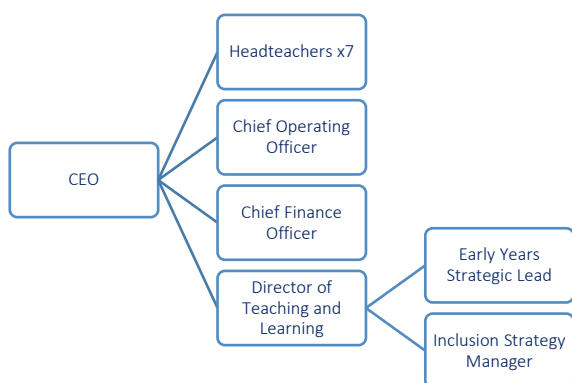 Headteachers x7
Chief Operating
Officer
CEO
Chief Finance
Officer
Director of
Teaching and
Learning
Early Years
Strategic Lead
Inclusion Strategy
Manager